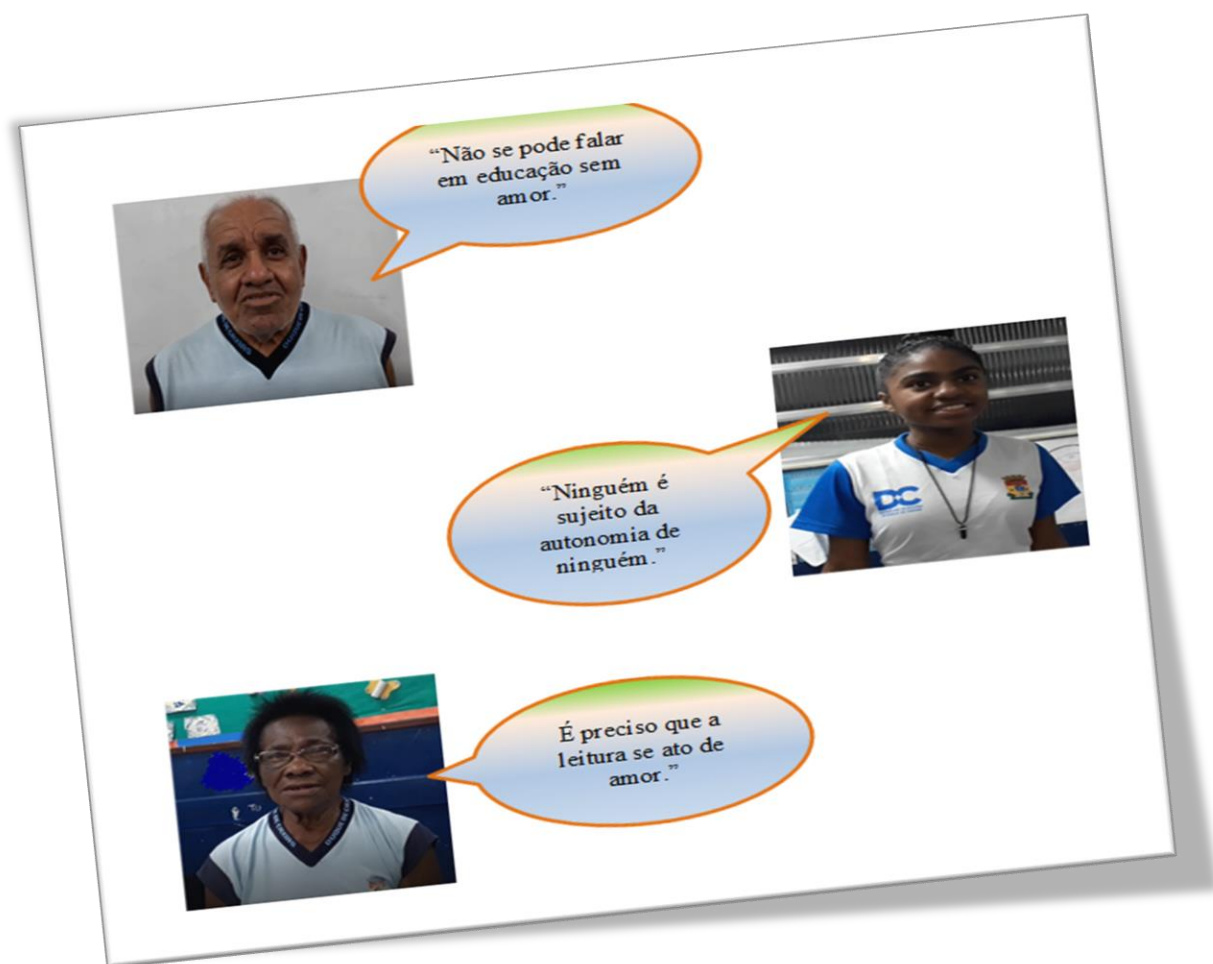 “Não se pode falar
em educação sem
amor.”
“Ninguém é
sujeito da
autonomia de
ninguém.”
DC
É preciso que a
leitura se ato de
amor.”